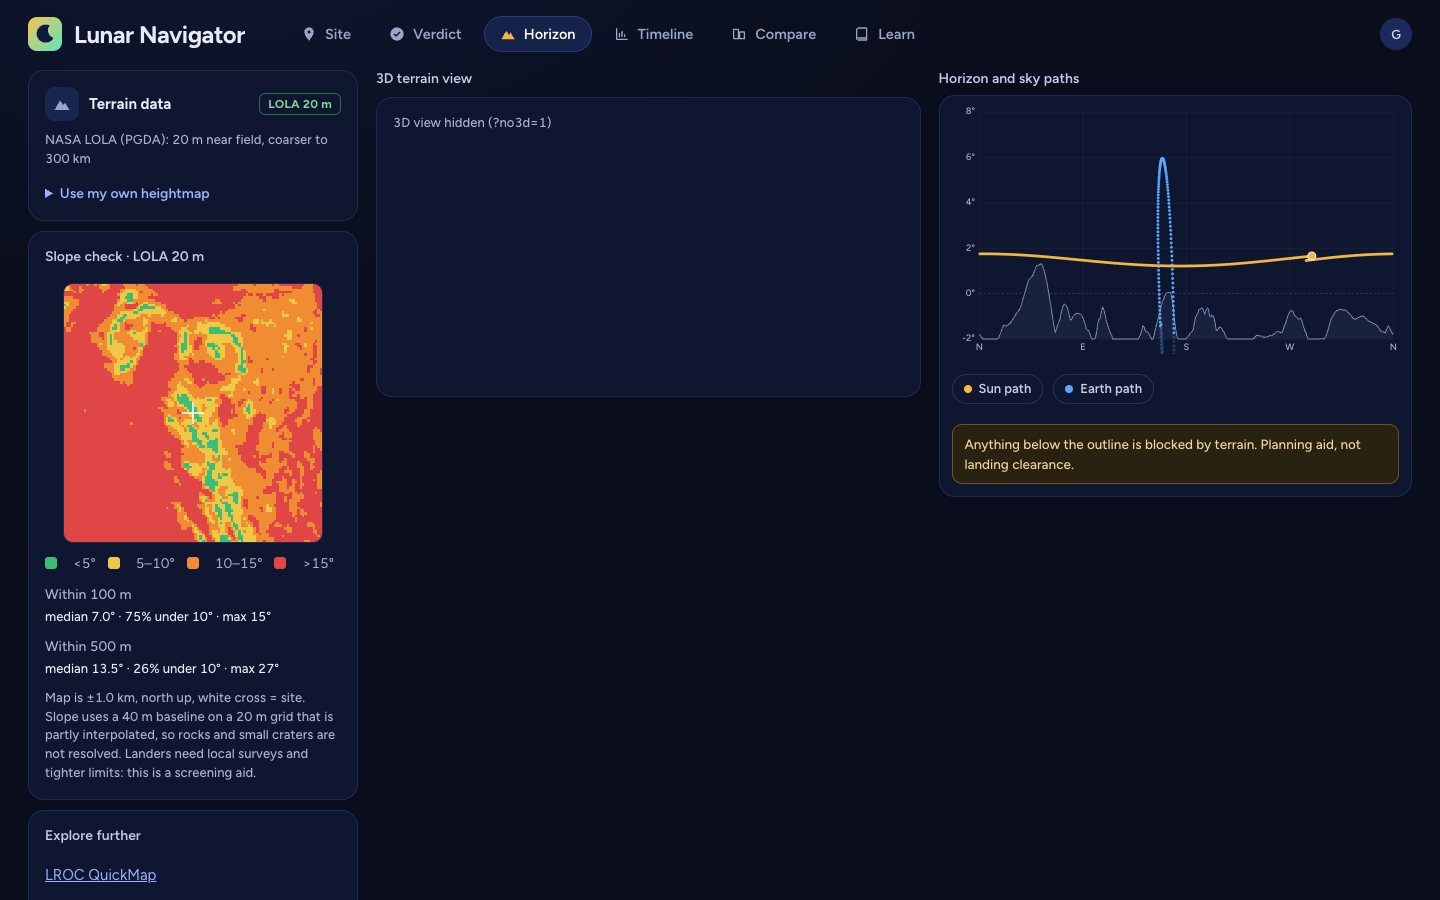 Lunar Navigator
Site
Verdict
Horizon
Timeline
Compare
Learn
G
Terrain data
LOLA 20 m
NASA LOLA (PGDA): 20 m near field, coarser to
300 km
Use my own heightmap
Slope check · LOLA 20 m
<5° 5–10° 10–15° >15°
Within 100 m
median 7.0° · 75% under 10° · max 15°
Within 500 m
median 13.5° · 26% under 10° · max 27°
Map is ±1.0 km, north up, white cross = site.
Slope uses a 40 m baseline on a 20 m grid that is
partly interpolated, so rocks and small craters are
not resolved. Landers need local surveys and
tighter limits: this is a screening aid.
Explore further
LROC QuickMap
3D terrain view
3D view hidden (?no3d=1)
Horizon and sky paths
8°
6°
4°
2°
0°
-2°
N E S W N
Sun path
Earth path
Anything below the outline is blocked by terrain. Planning aid, not
landing clearance.